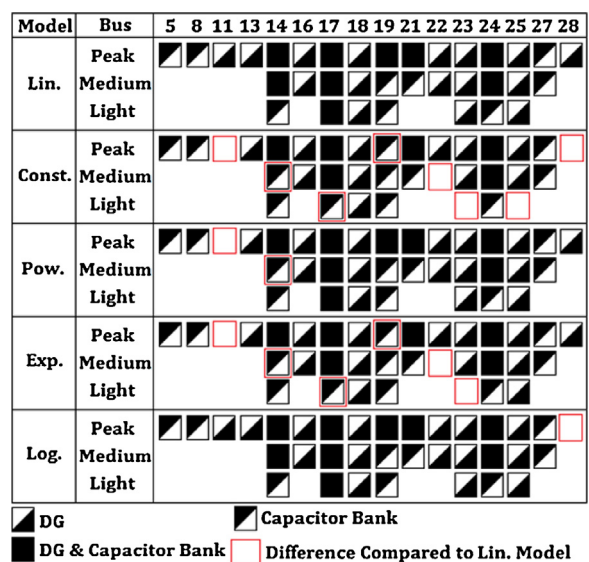 Model Bus 5 8 11 13 14 16 17 18 19 21 22 23 24 25 27 28
Peak
Lin. Medium
Light
Peak
Const. Medium
Light
Peak
Pow. Medium
Light
Peak
Exp. Medium
Light
Peak
Log. Medium
Light
DG Capacitor Bank
DG & Capacitor Bank Difference Compared to Lin. Model